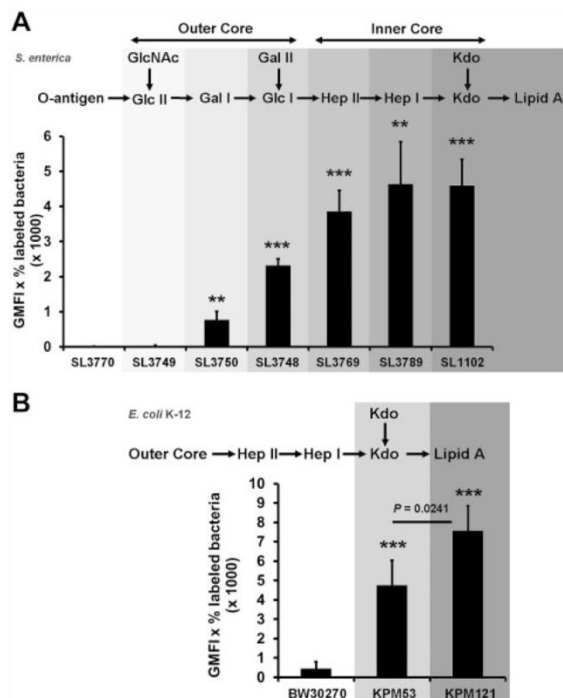 A
Outer Core Inner Core
S. enterica GlcNAc Gal II Kdo
O-antigen Glc II Gal I Glc I Hep II Hep I Kdo Lipid A
GMFI x % labeled bacteria
(x 1000)
6
5
4
3
2
1
0
** *** *** ** ***
SL3770 SL3749 SL3750 SL3748 SL3769 SL3789 SL1102
B
E. coli K-12 Kdo
Outer Core Hep II Hep I Kdo Lipid A
GMFI x % labeled bacteria
(x 1000)
10
9
8
7
6
5
4
3
2
1
0
***
P = 0.0241
***
BW30270 KPM53 KPM121